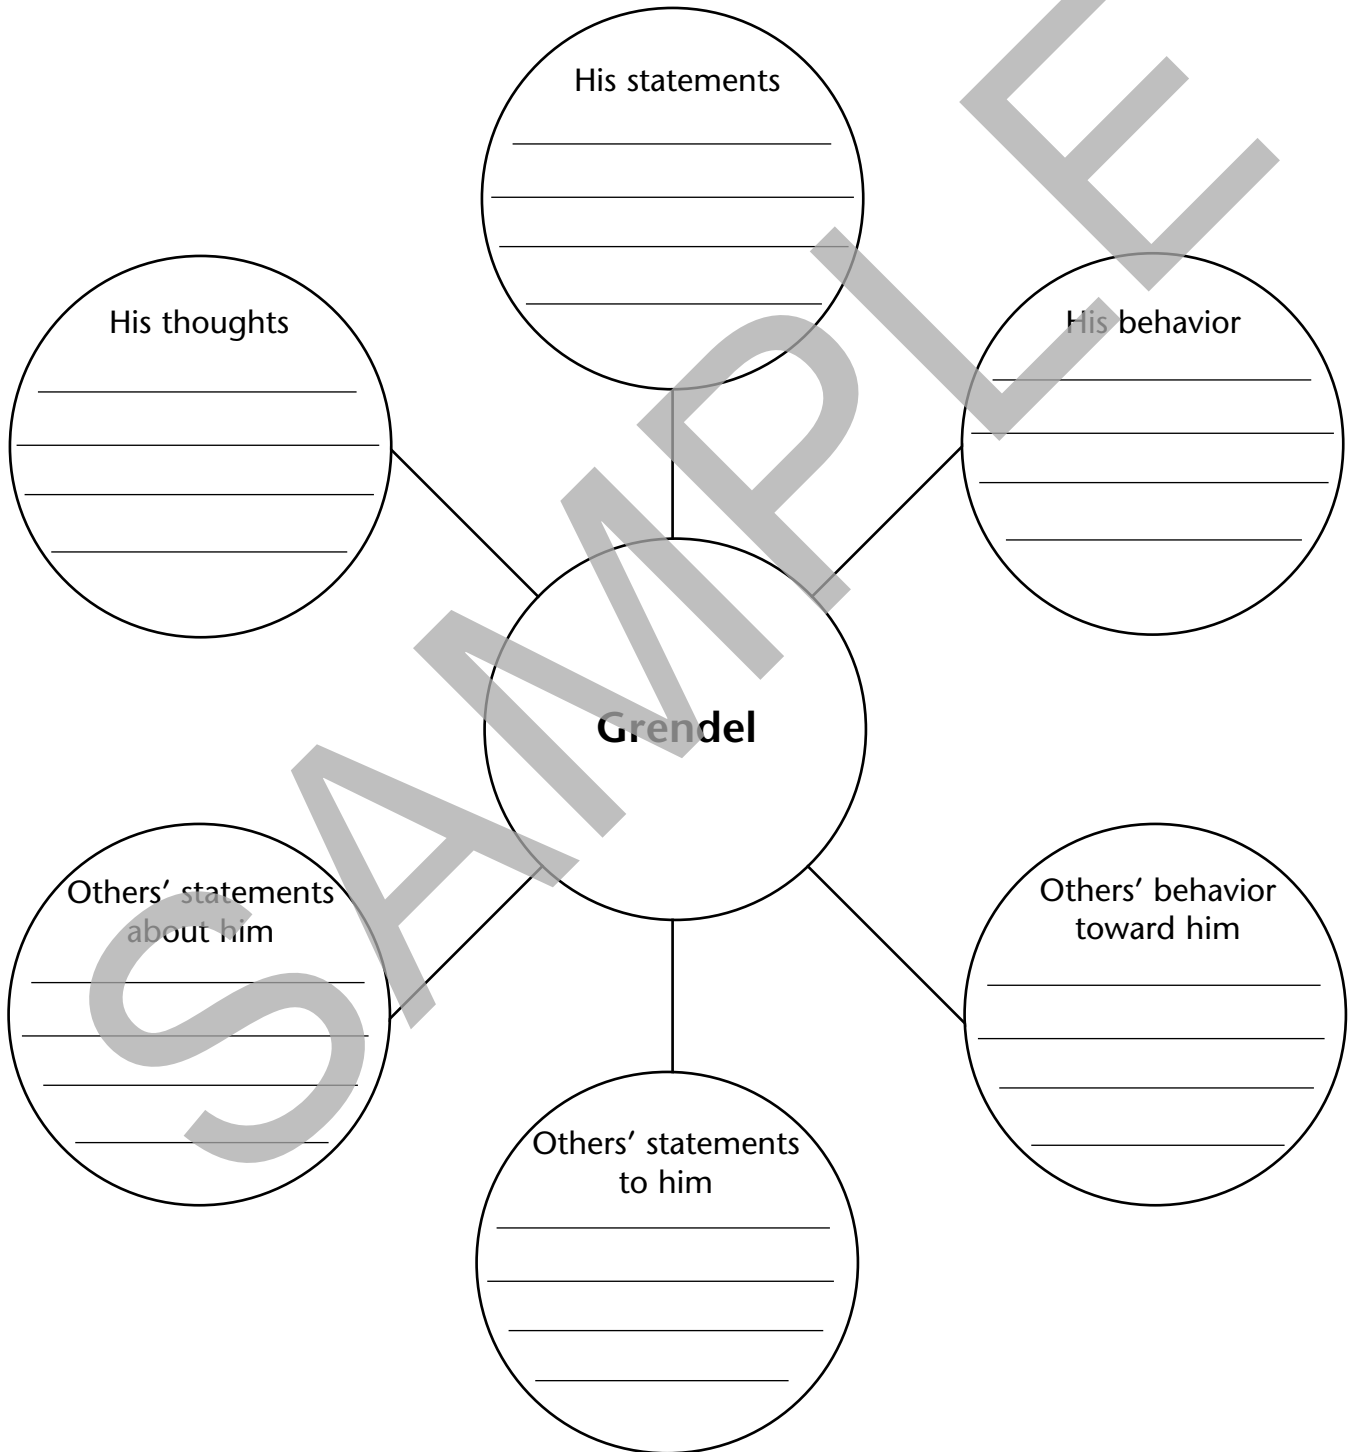 His statements
His thoughts
His behavior
Grendel
Others’ statements
about him
Others’ behavior
toward him
Others’ statements
to him
SAMPLE